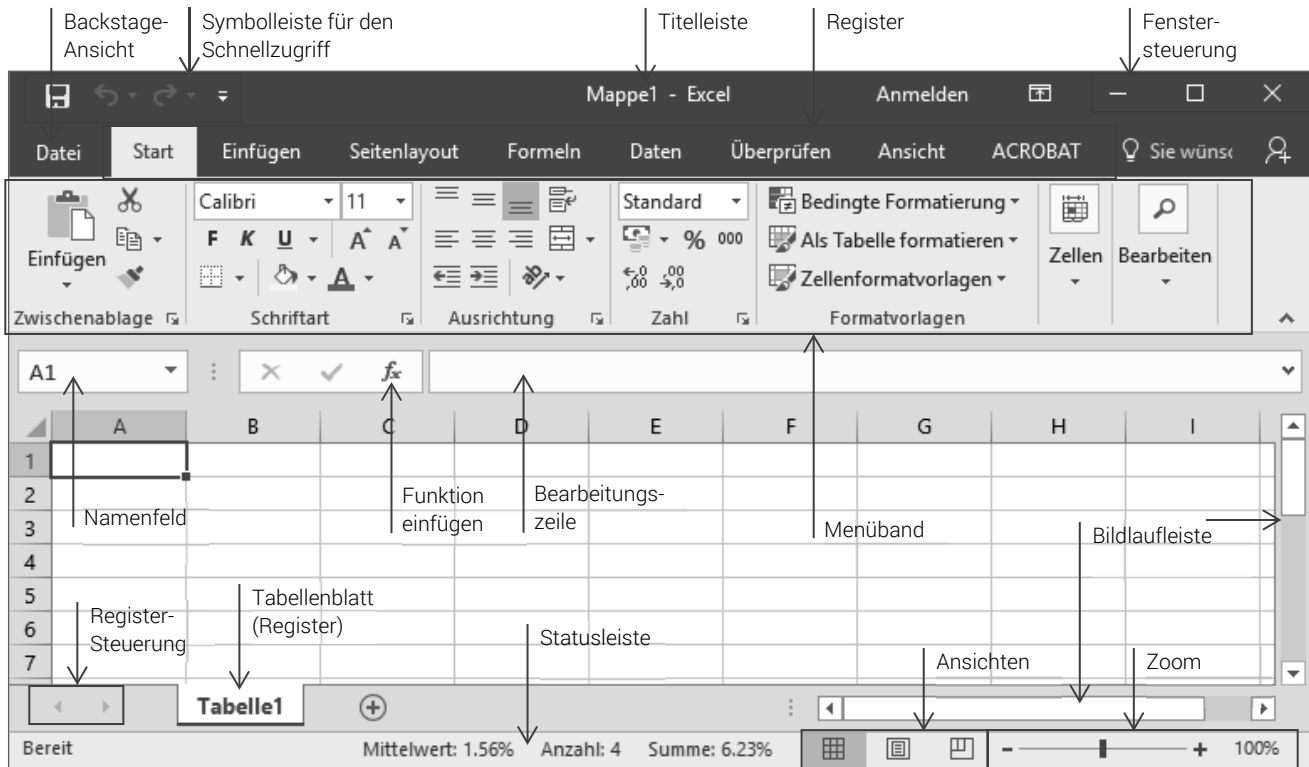 Backstage-
Ansicht
Symbolleiste für den
Schnellzugriff
Titelleiste
Register
Fenster-
steuerung
Mappe1 - Excel
Anmelden
Datei Start Einfügen Seitenlayout Formeln Daten Überprüfen Ansicht ACROBAT Sie wünsc
Einfügen
Zwischenablage
Calibri 11
F K U A A
A
Schriftart
Ausrichtung
Standard
% 000
,00 ,0
Zahl
Bedingte Formatierung
Als Tabelle formatieren
Zellenformatvorlagen
Formatvorlagen
Zellen
Bearbeiten
A1 fx
A B C D E F G H I
1
2
3
4
5
6
7
Namenfeld
Funktion
einfügen
Bearbeitungs-
zeile
Menüband
Bildlaufleiste
Register-
Steuerung
Tabellenblatt
(Register)
Statusleiste
Ansichten
Zoom
Tabelle1
Bereit Mittelwert: 1.56% Anzahl: 4 Summe: 6.23% 100%